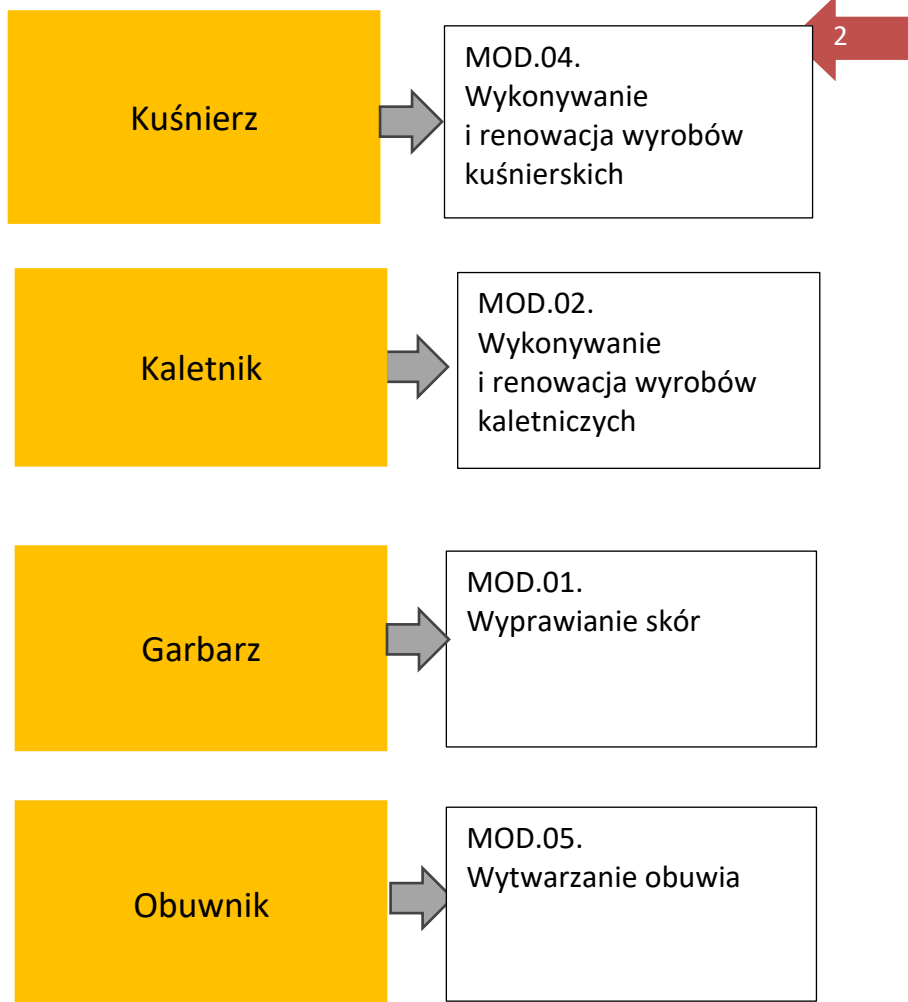 2
Kuśnierz
MOD.04.
Wykonywanie
i renowacja wyrobów
kuśnierskich
Kaletnik
MOD.02.
Wykonywanie
i renowacja wyrobów
kaletniczych
Garbarz
MOD.01.
Wyprawianie skór
Obuwnik
MOD.05.
Wytwarzanie obuwia